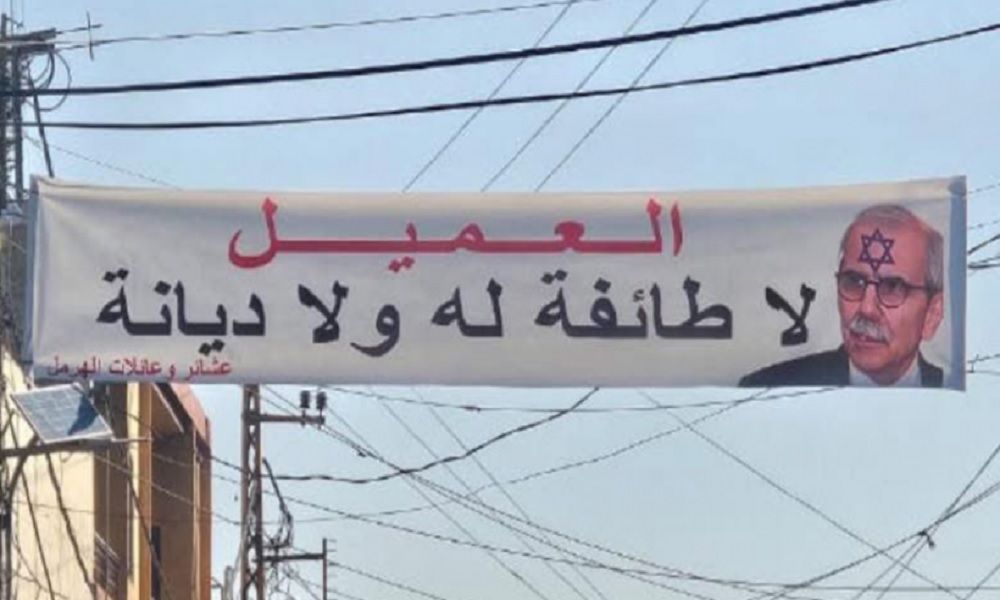 العميل
لا طائفة له ولا ديانة
عشائر وعائلات الهرمل